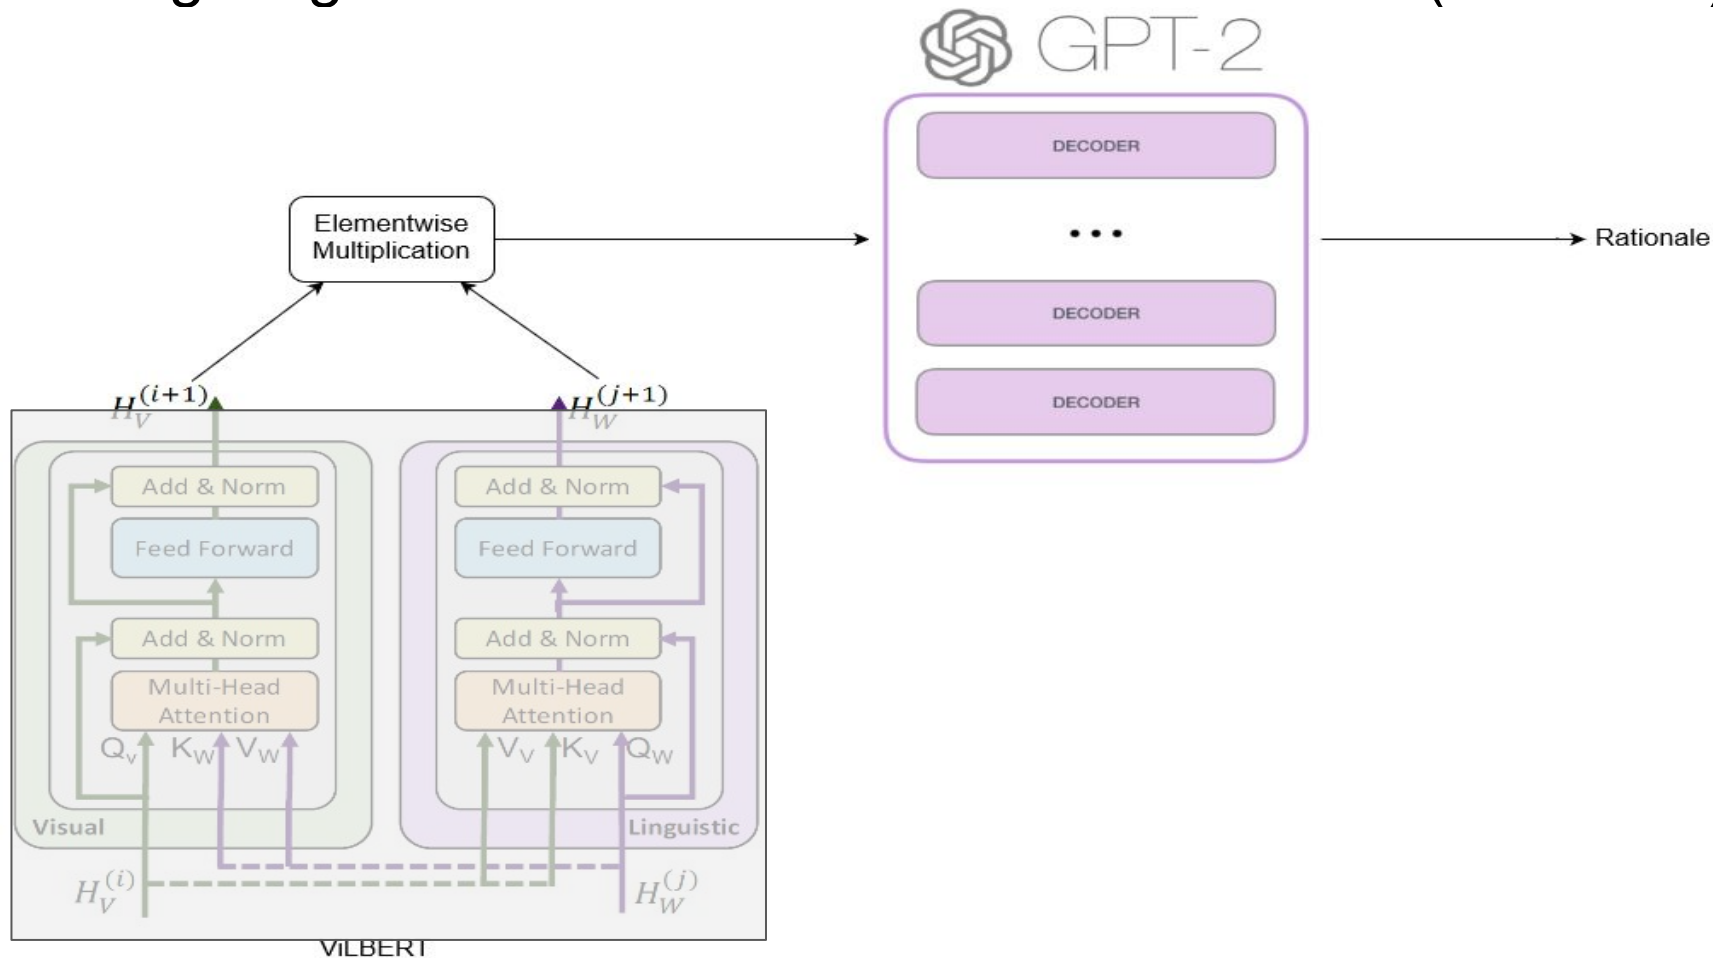 GPT-2
DECODER
Elementwise
Multiplication
• • •
Rationale
DECODER
DECODER
H_V^(i+1)
H_W^(j+1)
Add & Norm
Add & Norm
Feed Forward
Feed Forward
Add & Norm
Add & Norm
Multi-Head
Attention
Multi-Head
Attention
Q_v K_W V_W
V_V K_V Q_W
Visual
Linguistic
H_V^(i)
H_W^(j)
ViLBERT